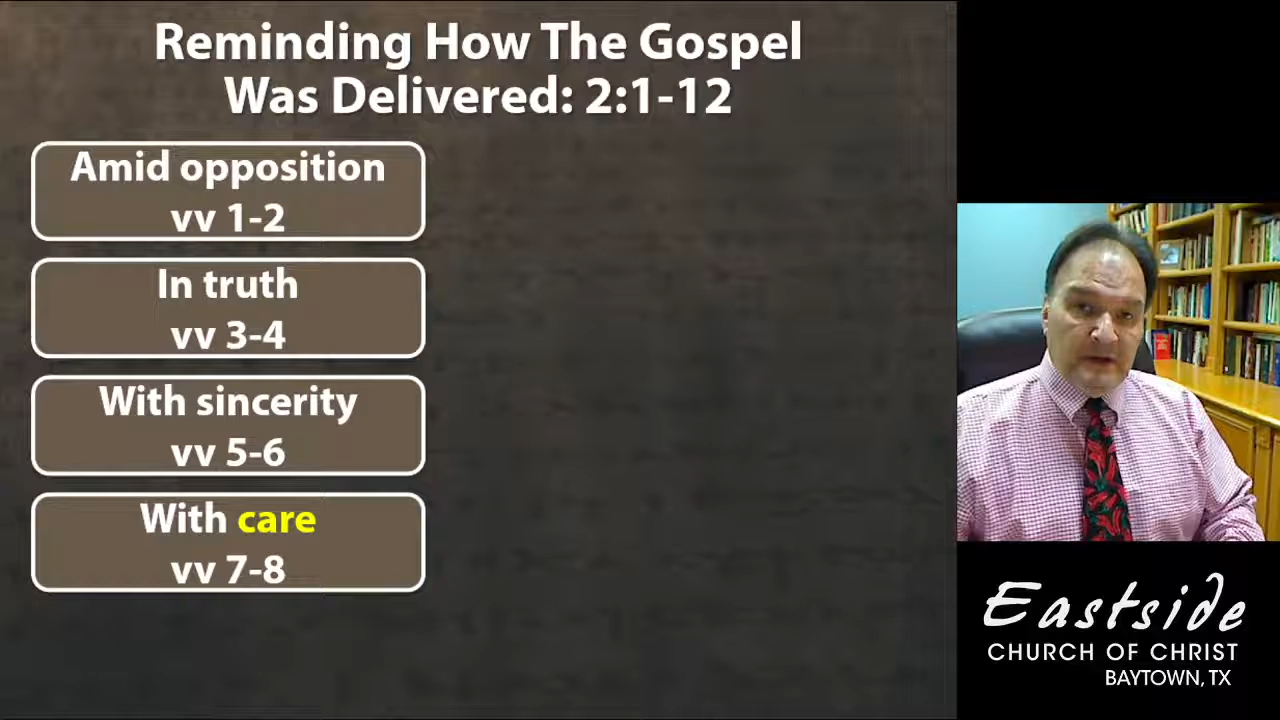 Reminding How The Gospel
Was Delivered: 2:1-12
Amid opposition
vv 1-2
In truth
vv 3-4
With sincerity
vv 5-6
With care
vv 7-8
Eastside
CHURCH OF CHRIST
BAYTOWN, TX